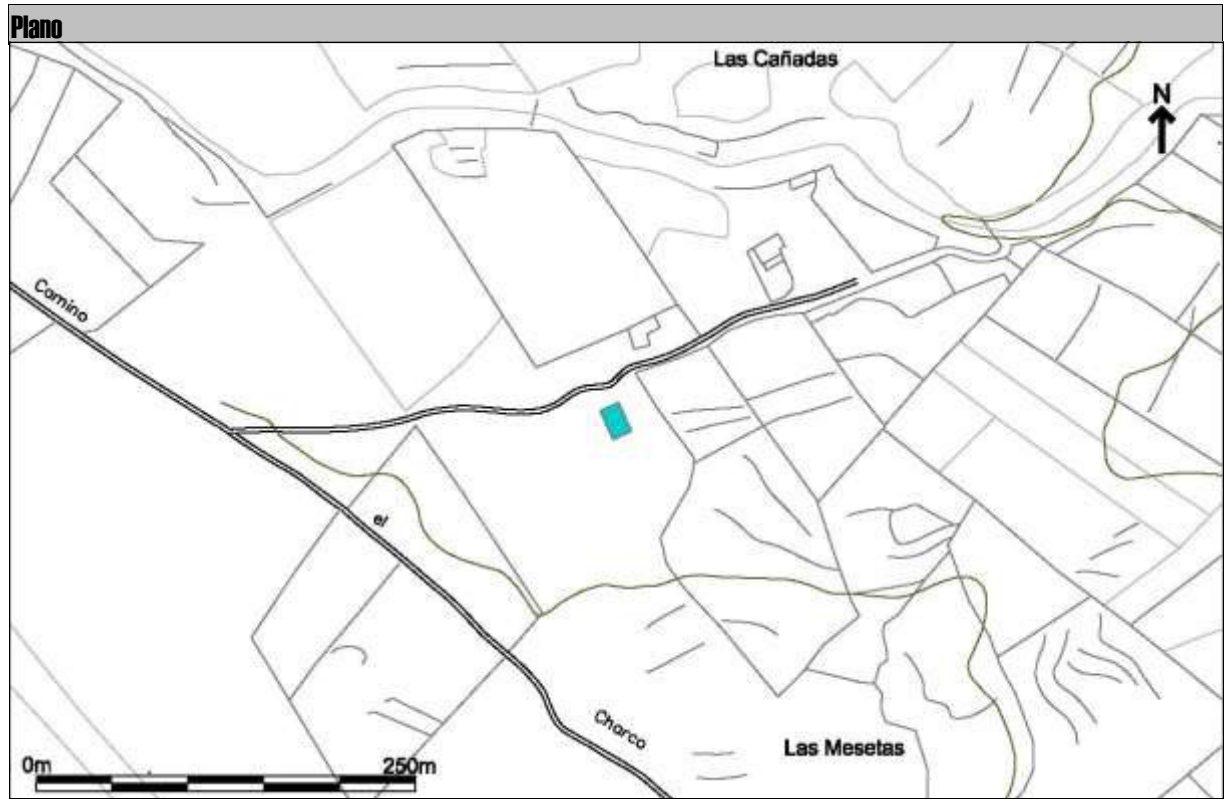 Plano
Las Cañadas
N
Camino
el
Charco
Las Mesetas
0m 250m